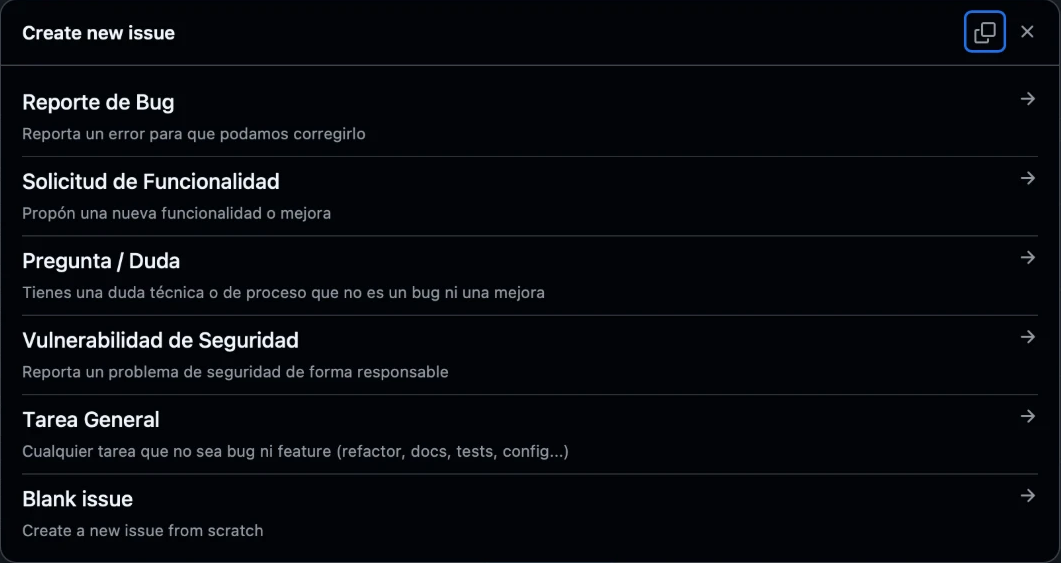 Create new issue
Reporte de Bug
Reporta un error para que podamos corregirlo
Solicitud de Funcionalidad
Propón una nueva funcionalidad o mejora
Pregunta / Duda
Tienes una duda técnica o de proceso que no es un bug ni una mejora
Vulnerabilidad de Seguridad
Reporta un problema de seguridad de forma responsable
Tarea General
Cualquier tarea que no sea bug ni feature (refactor, docs, tests, config...)
Blank issue
Create a new issue from scratch